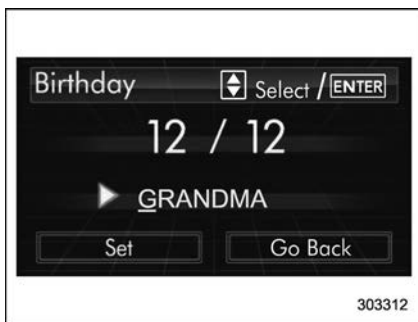 Birthday Select / ENTER
12 / 12
GRANDMA
Set Go Back
303312